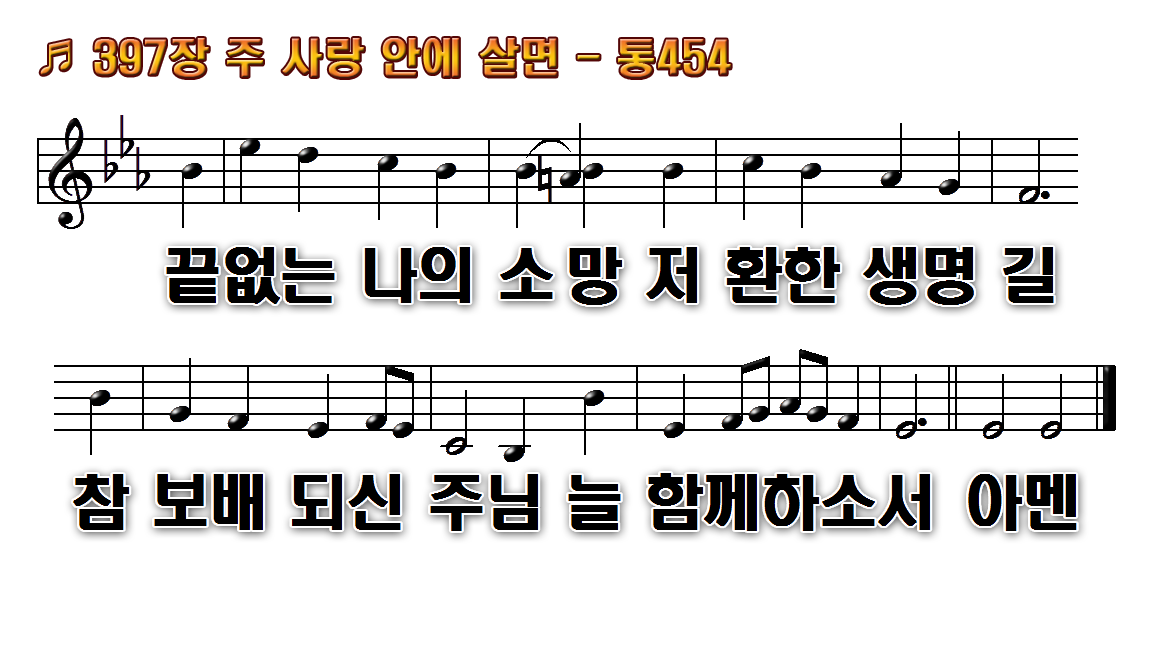 397장 주 사랑 안에 살면 - 통454
끝없는 나의 소망 저 환한 생명 길
참 보배 되신 주님 늘 함께하소서 아멘